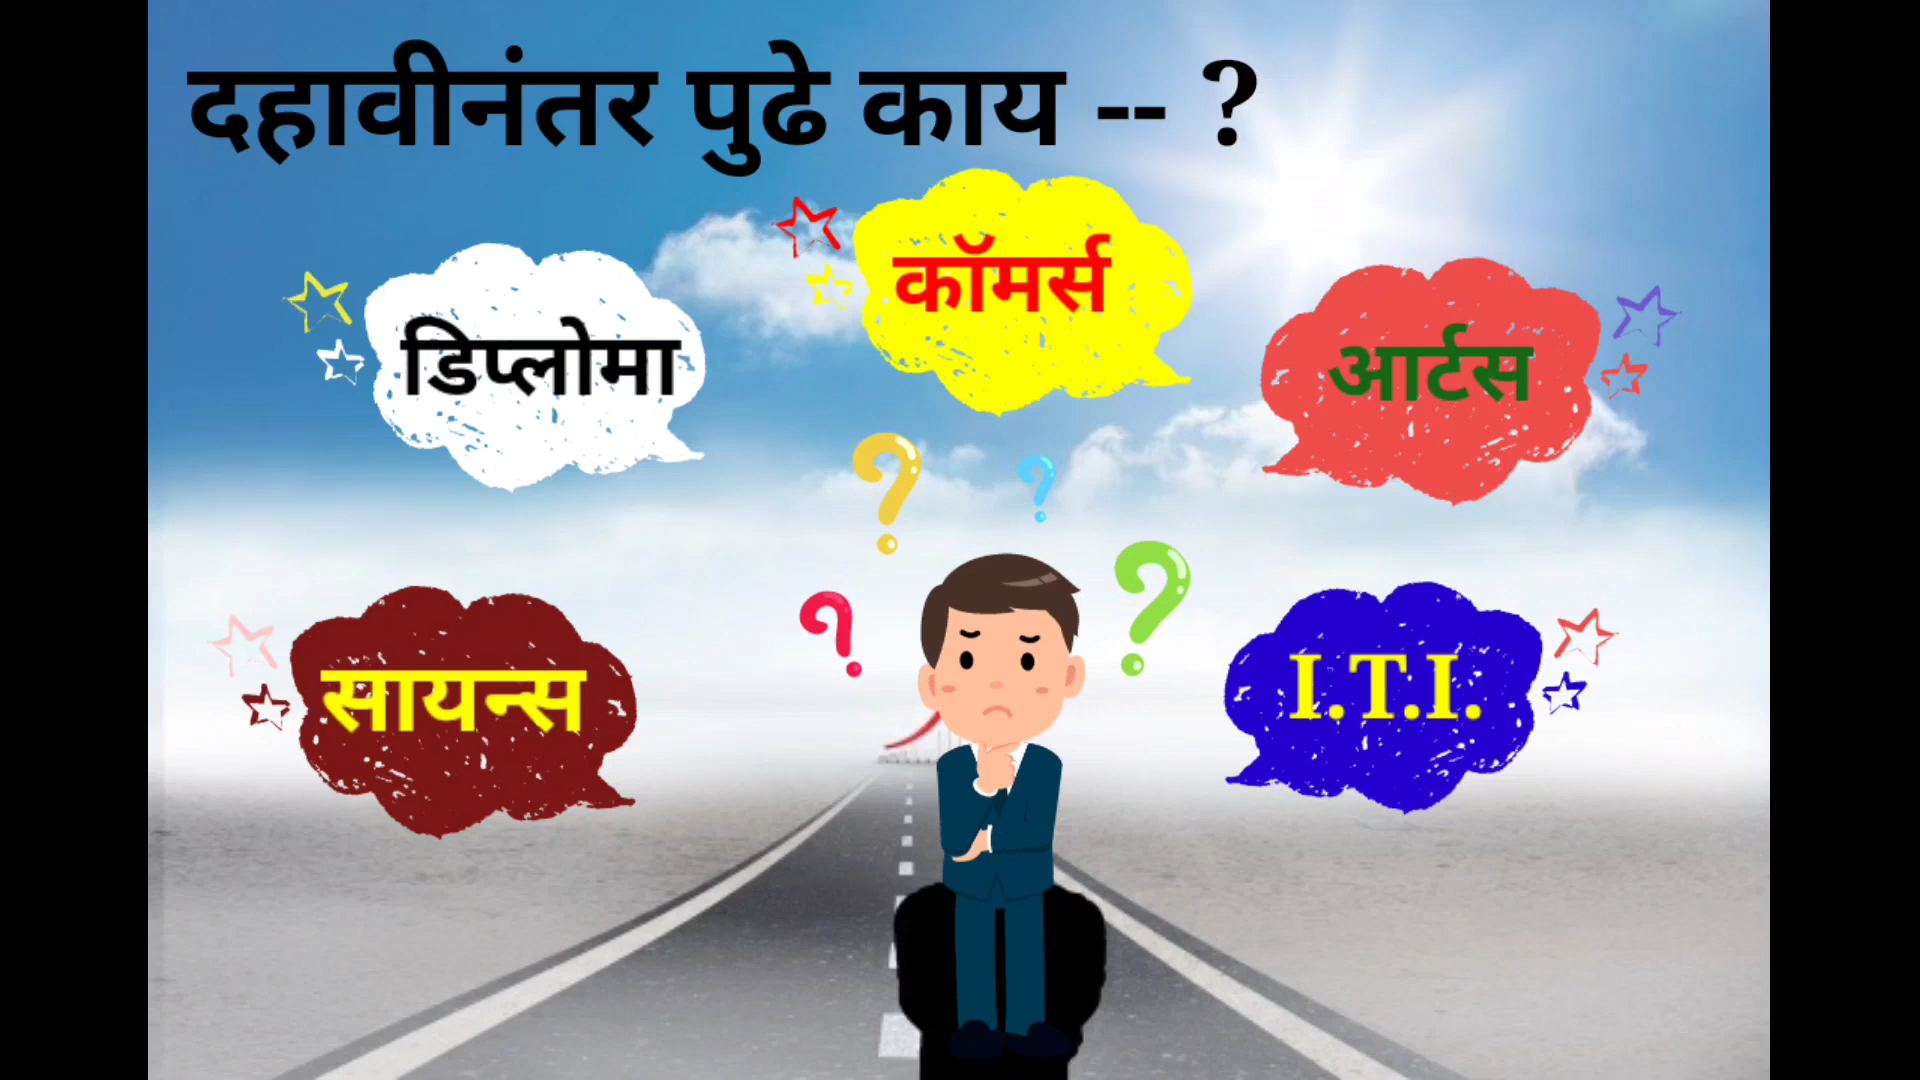 दहावीनंतर पुढे काय -- ?
कॉमर्स
डिप्लोमा
आर्टस
सायन्स
I.T.I.